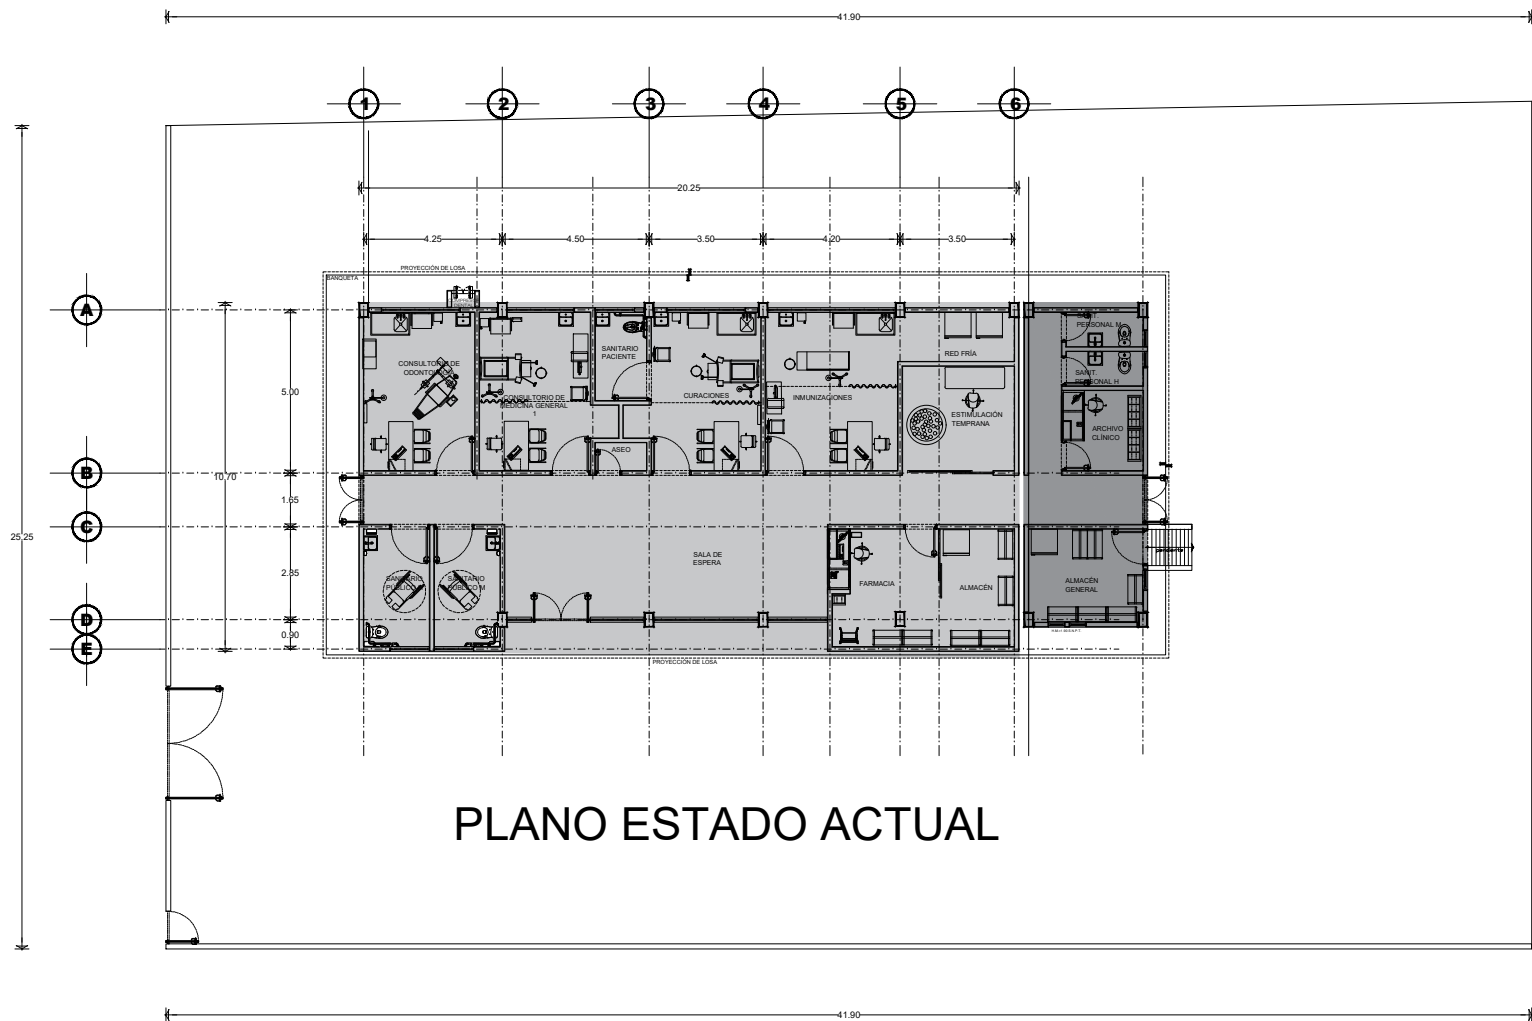 41.90
1
2
3
4
5
6
20.25
4.25
4.50
3.50
4.20
3.50
PROYECCIÓN DE LOSA
BANQUETA
A
B
C
D
E
25.25
10.70
5.00
1.65
2.85
0.90
CONSULTORIO DE
ODONTOLOGÍA
CONSULTORIO DE
MEDICINA GENERAL
1
SANITARIO
PACIENTE
ASEO
CURACIONES
INMUNIZACIONES
RED FRÍA
ESTIMULACIÓN
TEMPRANA
SANIT.
PERSONAL M
SANIT.
PERSONAL H
ARCHIVO
CLÍNICO
SANITARIO
PÚBLICO
SANITARIO
PÚBLICO M
SALA DE
ESPERA
FARMACIA
ALMACÉN
ALMACÉN
GENERAL
PROYECCIÓN DE LOSA
PLANO ESTADO ACTUAL
41.90